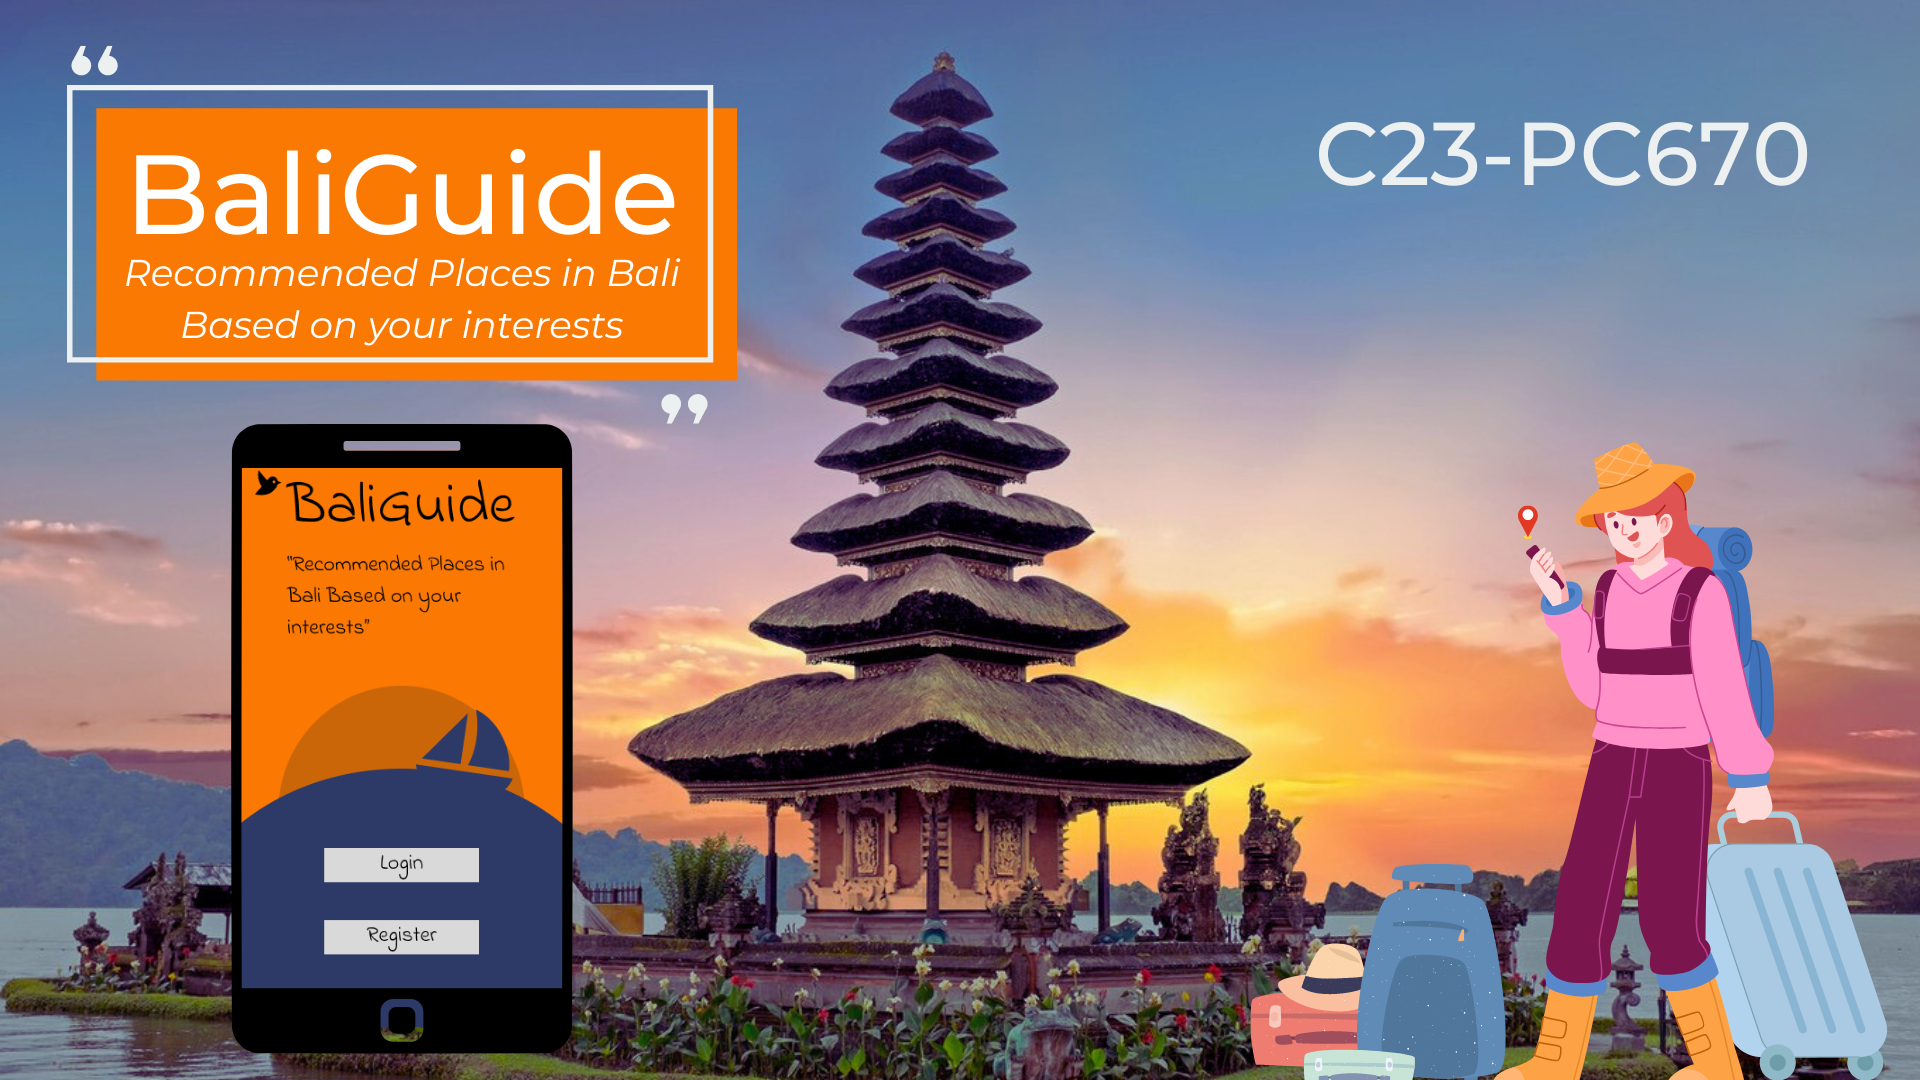 “
BaliGuide
Recommended Places in Bali
Based on your interests
”
C23-PC670
BaliGuide
"Recommended Places in
Bali Based on your
interests"
Login
Register